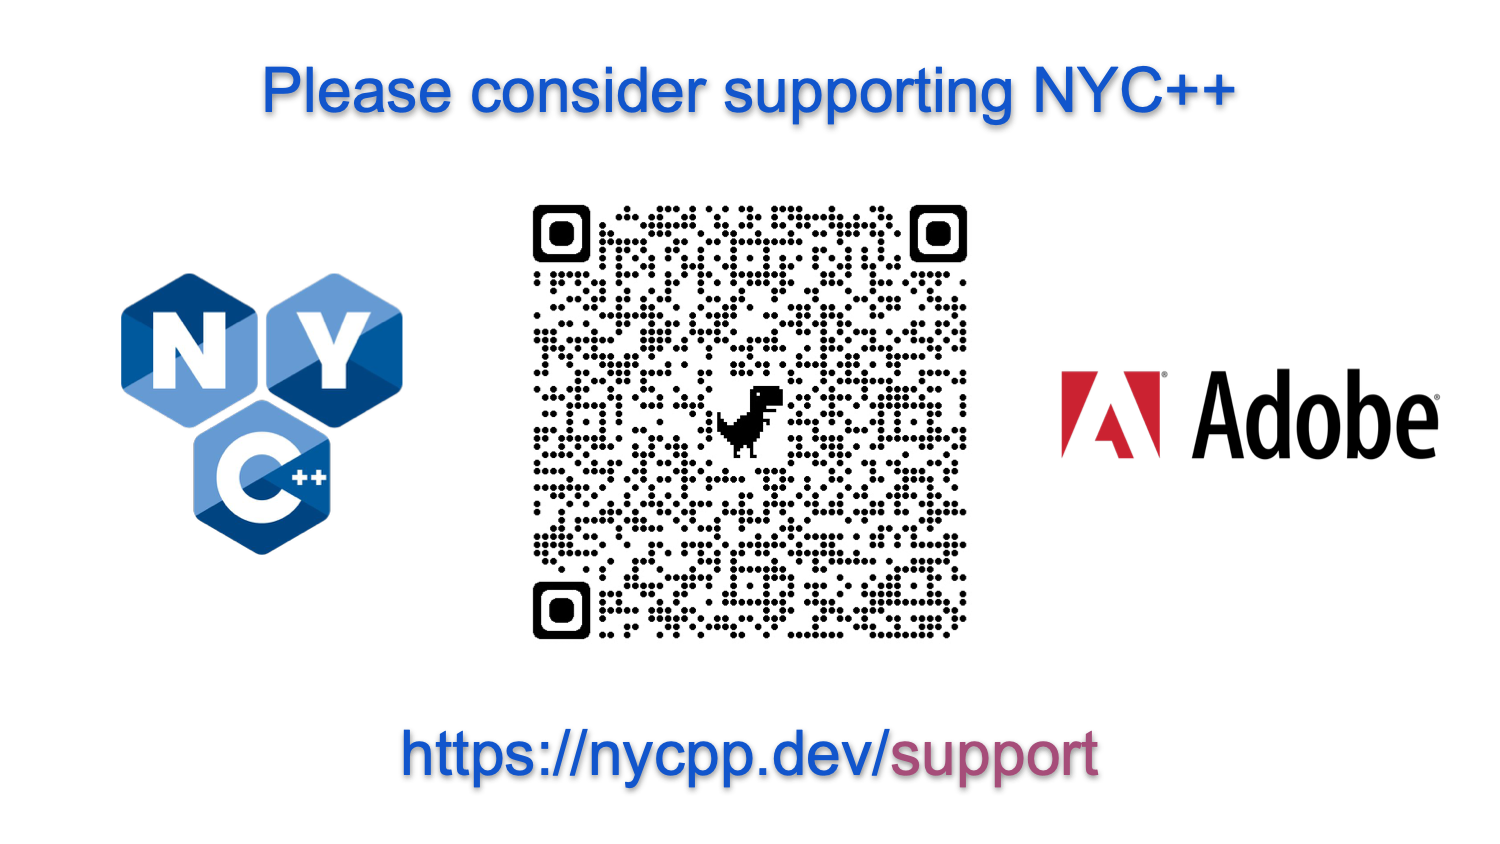 Please consider supporting NYC++
N Y
C++
Adobe®
https://nycpp.dev/support